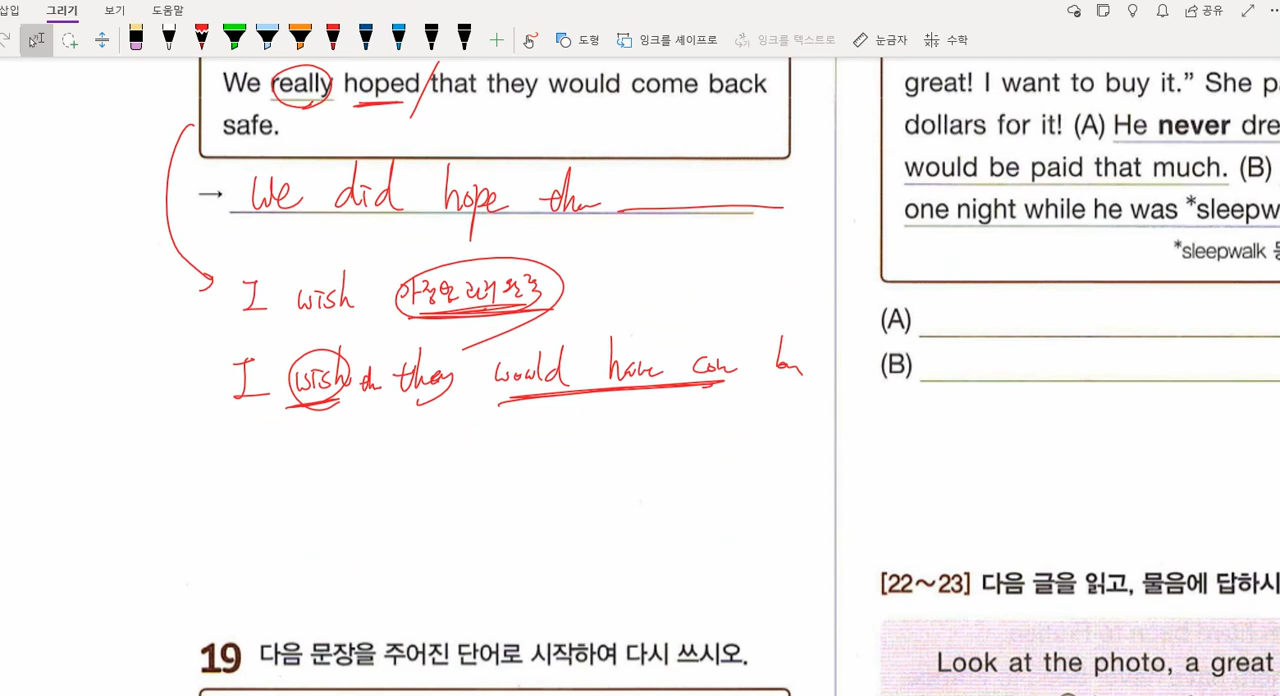 삽입 그리기 보기 도움말 공유
도형 잉크를 셰이프로 잉크를 텍스트로 눈금자 수학
We really hoped / that they would come back
safe.
→ We did hope
I wish
I wish they would have
19 다음 문장을 주어진 단어로 시작하여 다시 쓰시오.
great! I want to buy it.” She p
dollars for it! (A) He never dre
would be paid that much. (B)
one night while he was *sleepw
*sleepwalk
(A)
(B)
[22~23] 다음 글을 읽고, 물음에 답하시
Look at the photo, a great